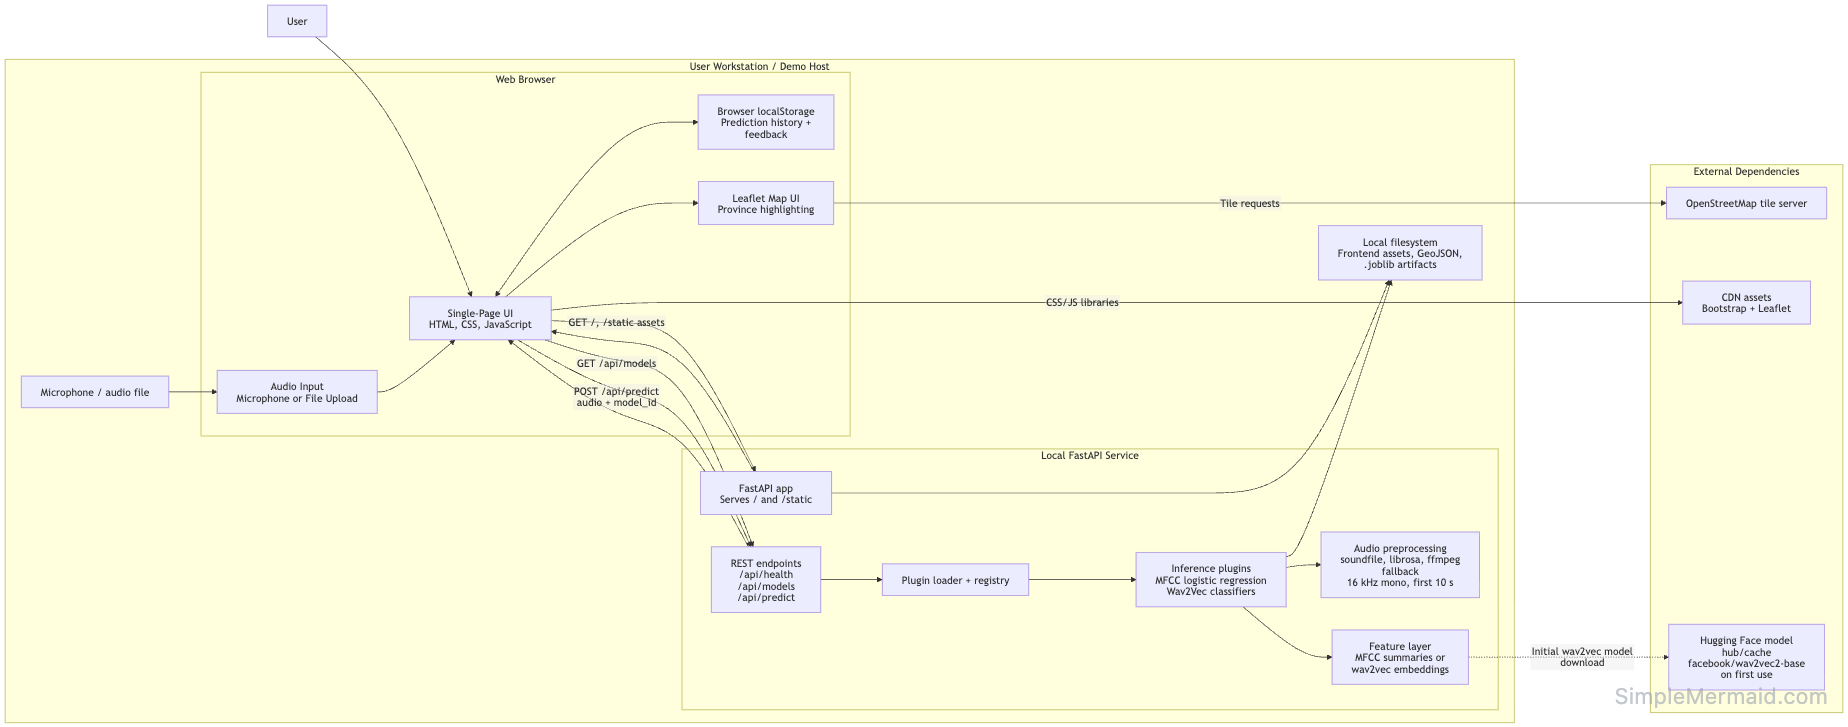 User
User Workstation / Demo Host
Web Browser
Browser localStorage
Prediction history +
feedback
Leaflet Map UI
Province highlighting
Single-Page UI
HTML, CSS, JavaScript
Audio Input
Microphone or File Upload
Microphone / audio file
GET /, /static assets
GET /api/models
POST /api/predict
audio + model_id
Tile requests
CSS/JS libraries
Local filesystem
Frontend assets, GeoJSON,
.joblib artifacts
External Dependencies
OpenStreetMap tile server
CDN assets
Bootstrap + Leaflet
Local FastAPI Service
FastAPI app
Serves / and /static
REST endpoints
/api/health
/api/models
/api/predict
Plugin loader + registry
Inference plugins
MFCC logistic regression
Wav2Vec classifiers
Audio preprocessing
soundfile, librosa, ffmpeg
fallback
16 kHz mono, first 10 s
Feature layer
MFCC summaries or
wav2vec embeddings
Initial wav2vec model
download
Hugging Face model
hub/cache
facebook/wav2vec2-base
on first use
SimpleMermaid.com